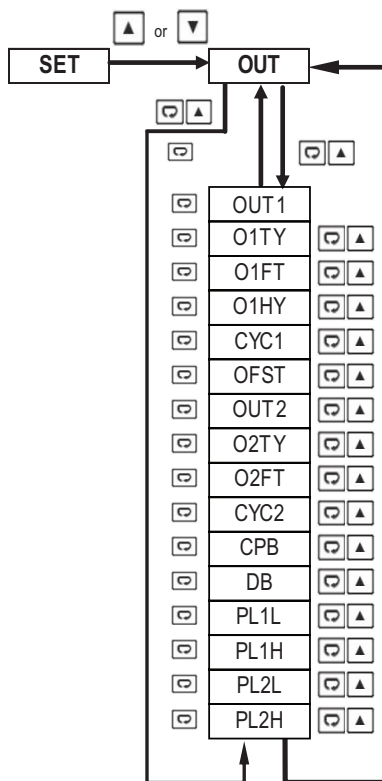 or
SET
OUT
OUT1
O1TY
O1FT
O1HY
CYC1
OFST
OUT2
O2TY
O2FT
CYC2
CPB
DB
PL1L
PL1H
PL2L
PL2H